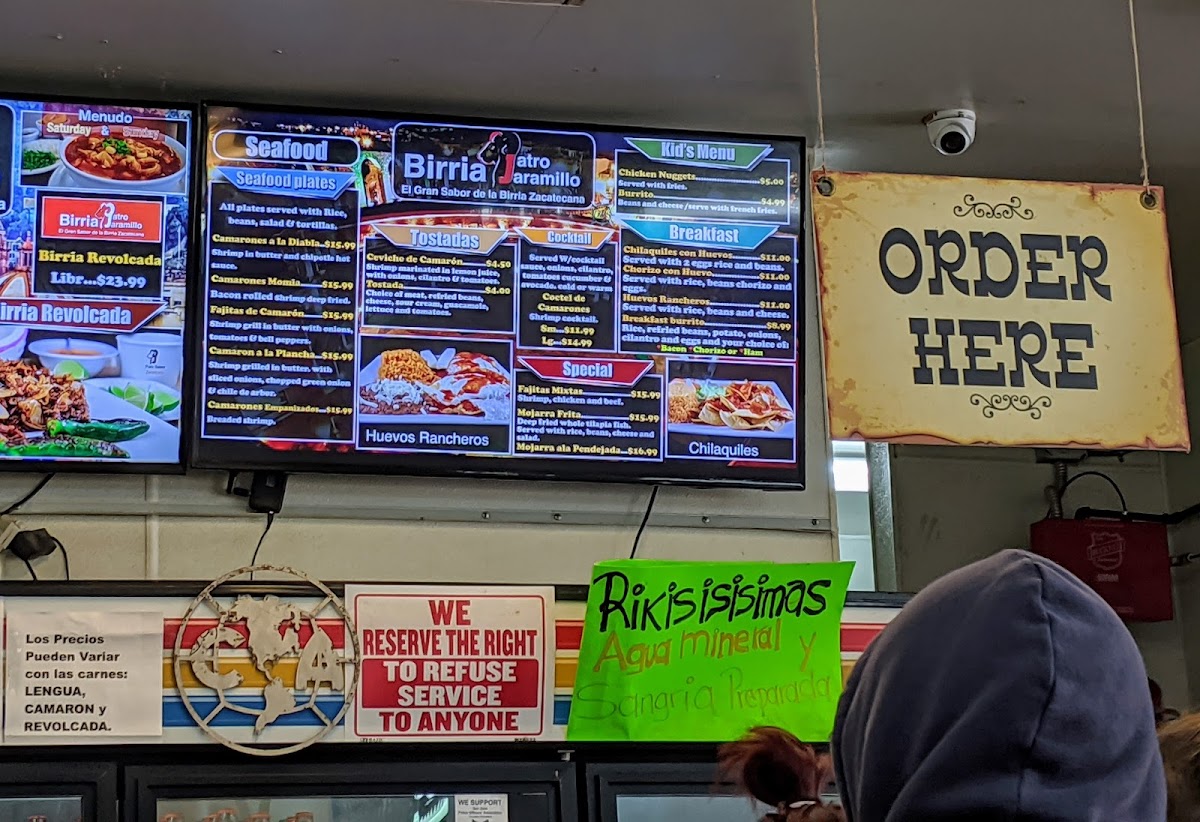 Menudo
Saturday & Sunday
Birria Jatro Jaramillo
El Gran Sabor de la Birria Zacatecana
Birria Revolcada
Libr...$23.99
irria Revolcada
Seafood
Seafood plates
All plates served with Rice,
beans, salad & tortillas.
Camarones a la Diabla..$15.99
Shrimp in butter and chipotle hot
sauce.
Camarones Momia..........$15.99
Bacon rolled shrimp deep fried.
Fajitas de Camarón.......$15.99
Shrimp grill in butter with onions,
tomatoes & bell peppers.
Camaron a la Plancha...$15.99
Shrimp grilled in butter, with
sliced onions, chopped green onion
& chile de arbor.
Camarones Empanizados...$15.99
Breaded shrimp.
Birria Jatro
Jaramillo
El Gran Sabor de la Birria Zacatecana
Tostadas
Ceviche de Camarón.......$4.50
Shrimp marinated in lemon juice,
with onions, cilantro & tomatoes.
Tostada........................$4.00
Choice of meat, refried beans,
cheese, sour cream, guacamole,
lettuce and tomatoes.
Huevos Rancheros
Cocktail
Served W/cocktail
sauce, onions, cilantro,
tomatoes cucumber &
avocado. cold or warm
Coctel de
Camarones
Shrimp cocktail.
Sm...$11.99
Lg...$14.99
Special
Fajitas Mixtas..................$15.99
Shrimp, chicken and beef.
Mojarra Frita..................$15.99
Deep fried whole tilapia fish.
Served with rice, beans, cheese and
salad.
Mojarra ala Pendejada...$16.99
Kid's Menu
Chicken Nuggets........................$5.00
Served with fries.
Burrito......................................$4.99
Beans and cheese /serve with french fries.
Breakfast
Chilaquiles con Huevos...........$11.00
Served with 2 eggs rice and beans.
Chorizo con Huevo..................$11.00
Served with rice, beans chorizo and
eggs.
Huevos Rancheros...................$11.00
Served with rice, beans and cheese.
Breakfast burrito.....................$8.99
Rice, refried beans, potato, onions,
cilantro and eggs and your choice of:
*Bacon *Chorizo or *Ham
Chilaquiles
ORDER
HERE
Los Precios
Pueden Variar
con las carnes:
LENGUA,
CAMARON y
REVOLCADA.
C A
WE
RESERVE THE RIGHT
TO REFUSE
SERVICE
TO ANYONE
Rikisisisimas
Agua mineral y
Sangria Preparada
WE SUPPORT